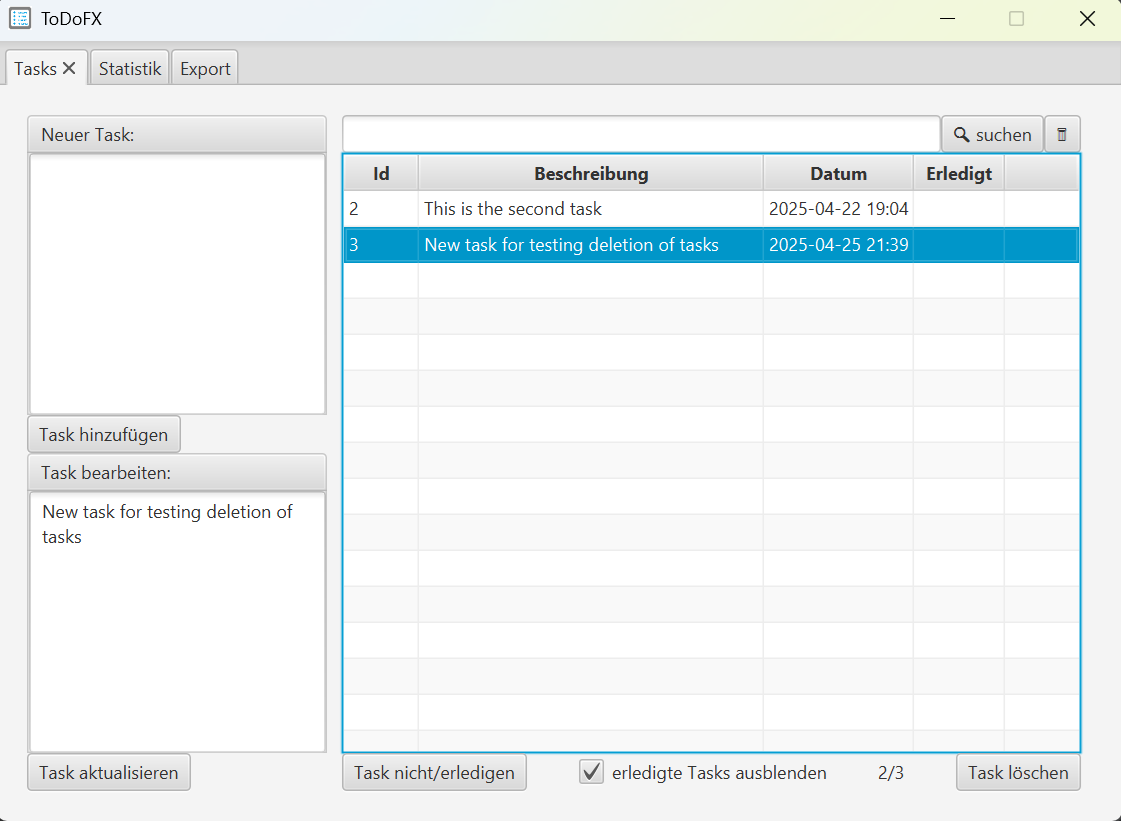 ToDoFX
Tasks
Statistik
Export
Neuer Task:
suchen
Id
Beschreibung
Datum
Erledigt
2
This is the second task
2025-04-22 19:04
3
New task for testing deletion of tasks
2025-04-25 21:39
Task hinzufügen
Task bearbeiten:
New task for testing deletion of
tasks
Task aktualisieren
Task nicht/erledigen
erledigte Tasks ausblenden
2/3
Task löschen